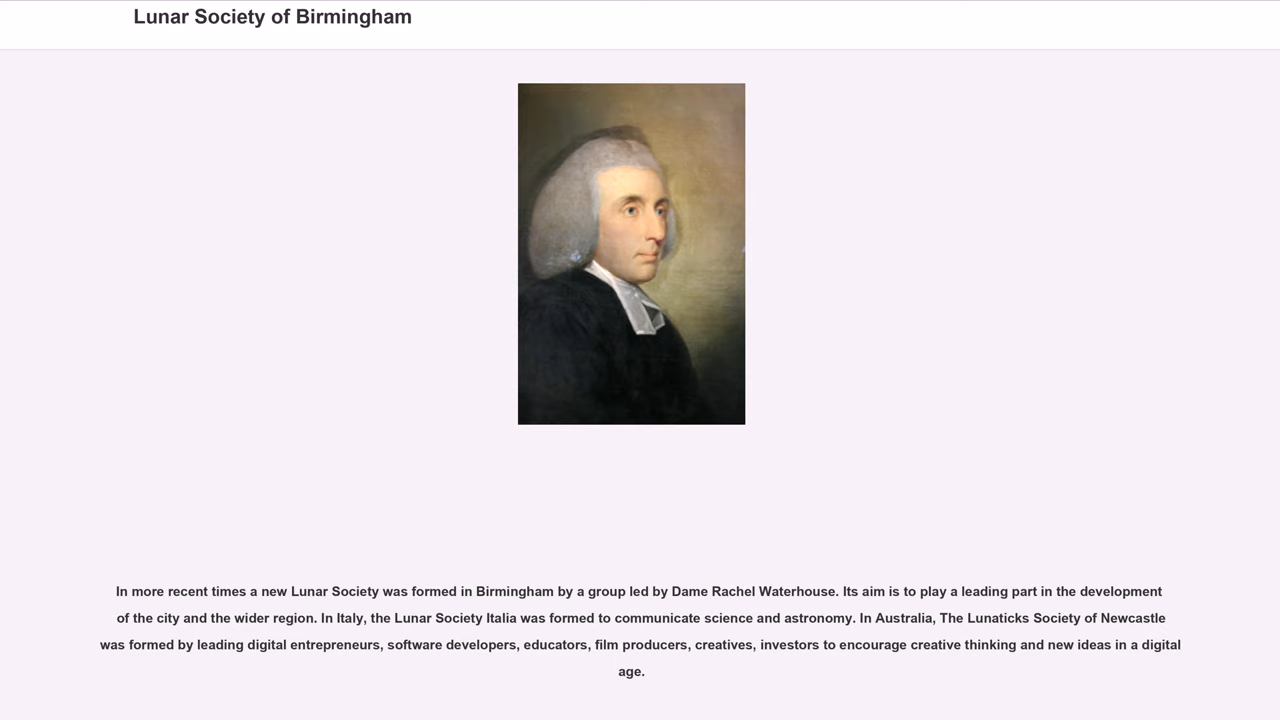 Lunar Society of Birmingham
In more recent times a new Lunar Society was formed in Birmingham by a group led by Dame Rachel Waterhouse. Its aim is to play a leading part in the development
of the city and the wider region. In Italy, the Lunar Society Italia was formed to communicate science and astronomy. In Australia, The Lunaticks Society of Newcastle
was formed by leading digital entrepreneurs, software developers, educators, film producers, creatives, investors to encourage creative thinking and new ideas in a digital
age.